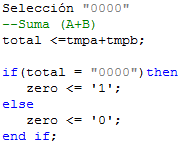 Selección "0000"
--Suma (A+B)
total <=tmpa+tmpb;
if(total = "0000")then
zero <= '1';
else
zero <= '0';
end if;